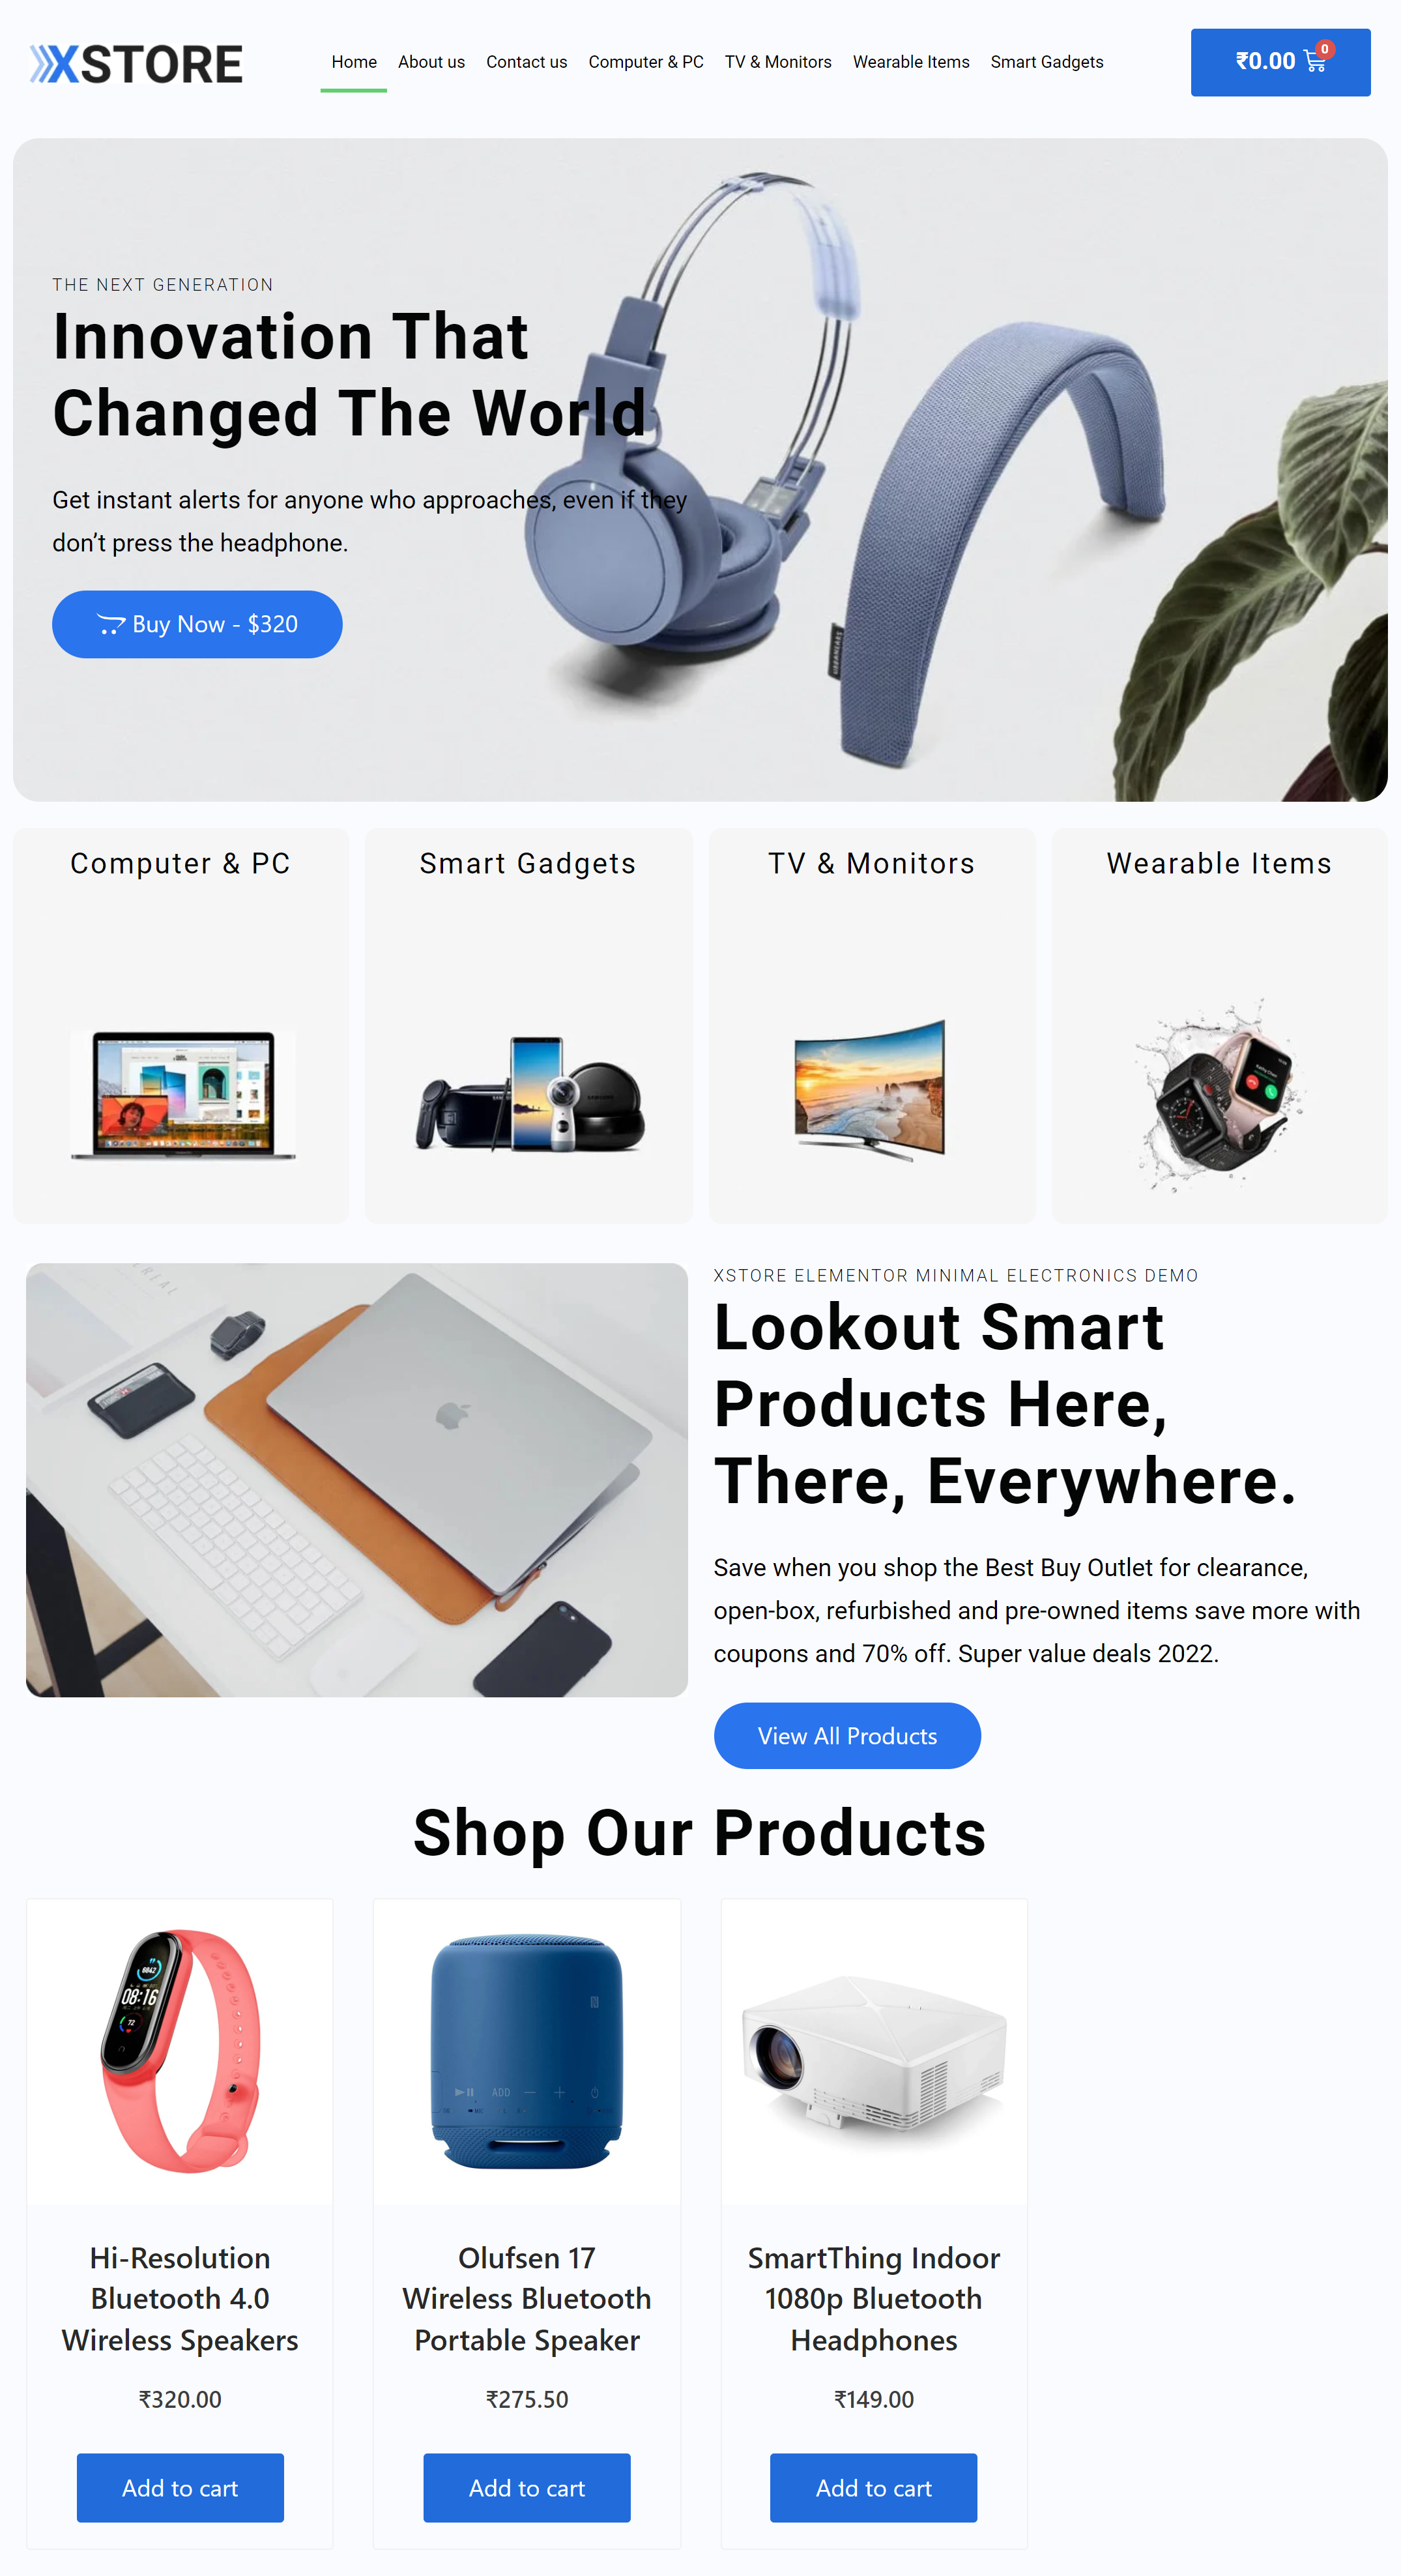 XSTORE
Home About us Contact us Computer & PC TV & Monitors Wearable Items Smart Gadgets
₹0.00 0
THE NEXT GENERATION
Innovation That
Changed The World
Get instant alerts for anyone who approaches, even if they
don’t press the headphone.
Buy Now - $320
Computer & PC
Smart Gadgets
TV & Monitors
Wearable Items
XSTORE ELEMENTOR MINIMAL ELECTRONICS DEMO
Lookout Smart
Products Here,
There, Everywhere.
Save when you shop the Best Buy Outlet for clearance,
open-box, refurbished and pre-owned items save more with
coupons and 70% off. Super value deals 2022.
View All Products
Shop Our Products
08:16
72
ADD
Hi-Resolution
Bluetooth 4.0
Wireless Speakers
₹320.00
Add to cart
Olufsen 17
Wireless Bluetooth
Portable Speaker
₹275.50
Add to cart
SmartThing Indoor
1080p Bluetooth
Headphones
₹149.00
Add to cart